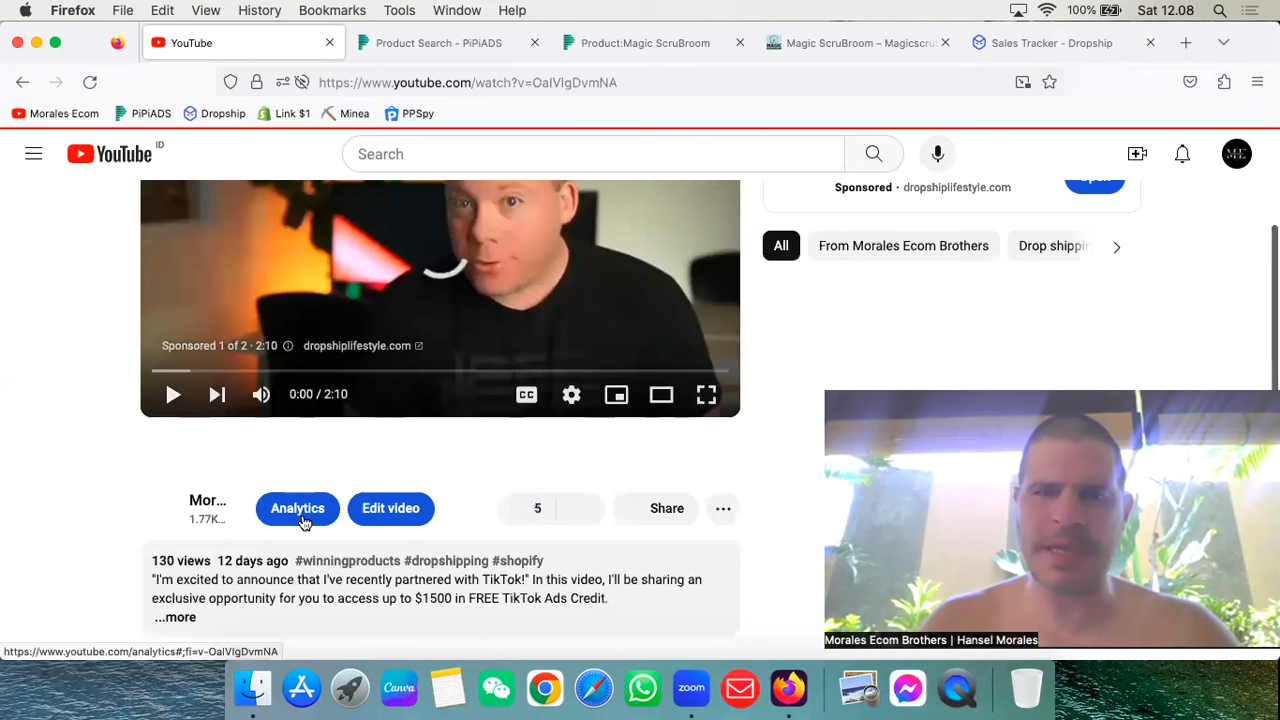 Firefox File Edit View History Bookmarks Tools Window Help 100% Sat 12.08
YouTube Product Search - PiPiADS Product:Magic ScruBroom Magic ScruBroom – Magicscru Sales Tracker - Dropship
https://www.youtube.com/watch?v=OalVIgDvmNA
Morales Ecom PiPiADS Dropship Link $1 Minea PPSpy
YouTube ID Search ME
Sponsored · dropshiplifestyle.com
All From Morales Ecom Brothers Drop shippi
Sponsored 1 of 2 · 2:10 dropshiplifestyle.com
0:00 / 2:10 CC
Mor...
1.77K...
Analytics Edit video 5 Share
130 views 12 days ago #winningproducts #dropshipping #shopify
"I'm excited to announce that I've recently partnered with TikTok!" In this video, I'll be sharing an
exclusive opportunity for you to access up to $1500 in FREE TikTok Ads Credit.
...more
Morales Ecom Brothers | Hansel Morales
https://www.youtube.com/analytics#;fi=v-OalVIgDvmNA
Canva zoom